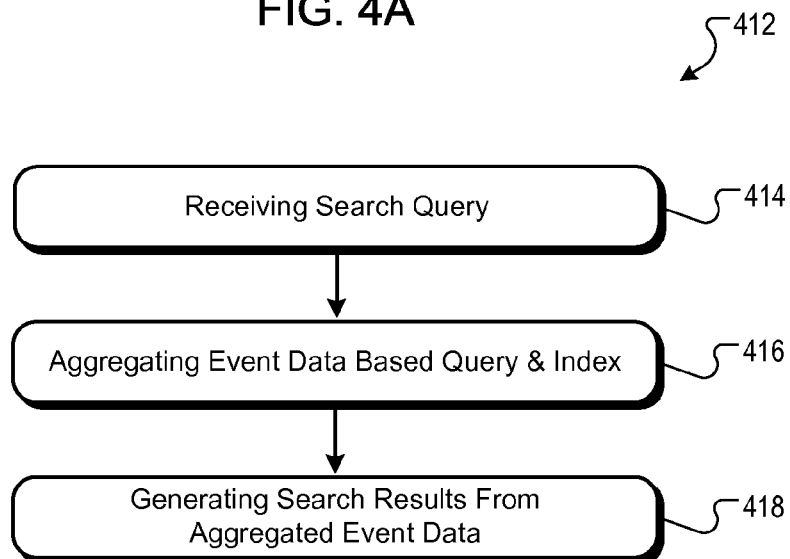 FIG. 4A
412
Receiving Search Query
414
Aggregating Event Data Based Query & Index
416
Generating Search Results From
Aggregated Event Data
418